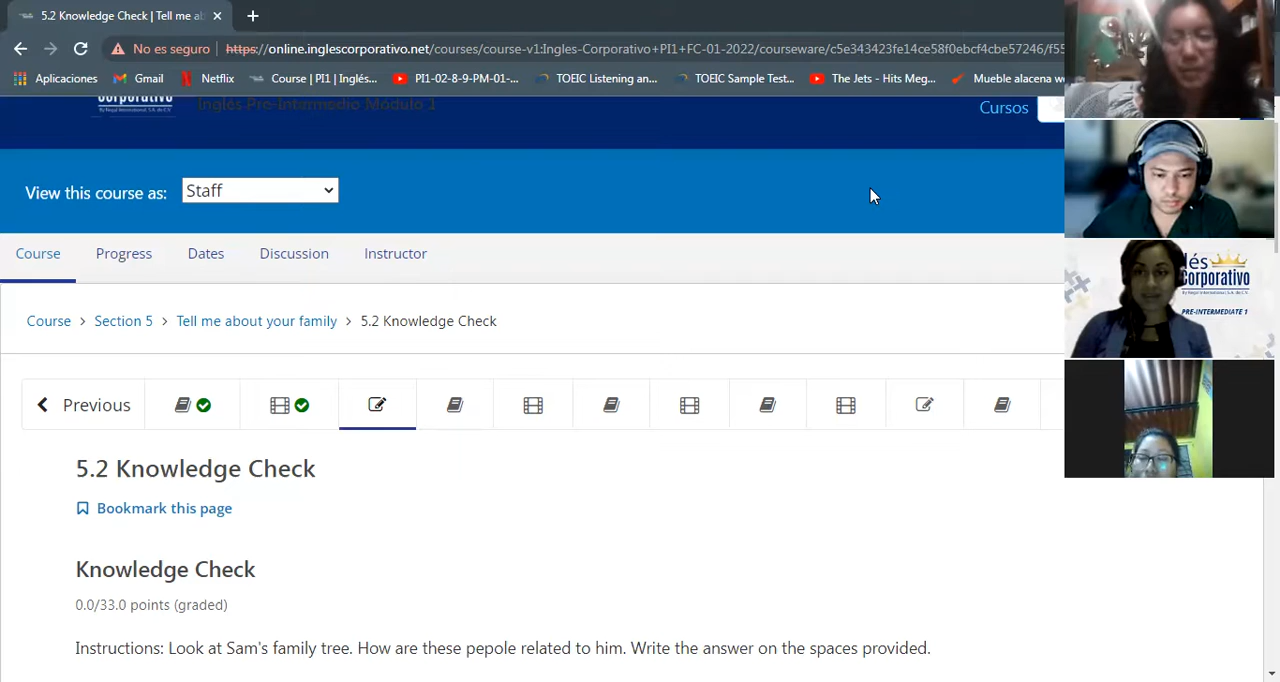 5.2 Knowledge Check | Tell me ab
No es seguro https://online.inglescorporativo.net/courses/course-v1:Ingles-Corporativo+PI1+FC-01-2022/courseware/c5e343423fe14ce58f0ebcf4cbe57246/f55
Aplicaciones Gmail Netflix Course | PI1 | Inglés... PI1-02-8-9-PM-01-... TOEIC Listening an... TOEIC Sample Test... The Jets - Hits Meg... Mueble alacena
Corporativo Inglés Pre-Intermedio Módulo 1
Cursos
View this course as: Staff
Course Progress Dates Discussion Instructor
Course > Section 5 > Tell me about your family > 5.2 Knowledge Check
Previous
5.2 Knowledge Check
Bookmark this page
Knowledge Check
0.0/33.0 points (graded)
Instructions: Look at Sam's family tree. How are these pepole related to him. Write the answer on the spaces provided.
lés
corporativo
PRE-INTERMEDIATE 1